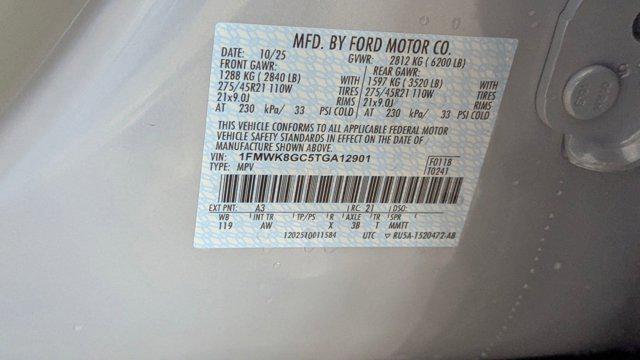 MFD. BY FORD MOTOR CO.
DATE: 10/25 GVWR: 2812 KG ( 6200 LB)
FRONT GAWR: REAR GAWR:
1288 KG ( 2840 LB) WITH 1597 KG ( 3520 LB) WITH
275/45R21 110W TIRES 275/45R21 110W TIRES
21x9.0J RIMS 21x9.0J RIMS
AT 230 kPa/ 33 PSI COLD AT 230 kPa/ 33 PSI COLD
THIS VEHICLE CONFORMS TO ALL APPLICABLE FEDERAL MOTOR
VEHICLE SAFETY STANDARDS IN EFFECT ON THE DATE OF
MANUFACTURE SHOWN ABOVE.
VIN: 1FMWK8GC5TGA12901 F0118
TYPE: MPV T0241
EXT PNT: A3 RC: 21 DSO:
WB INT TR TP/PS R AXLE TR SPR
119 AW X 3B T MMTT
120251001158​4 UTC ▽ RU5A-1520472-AB